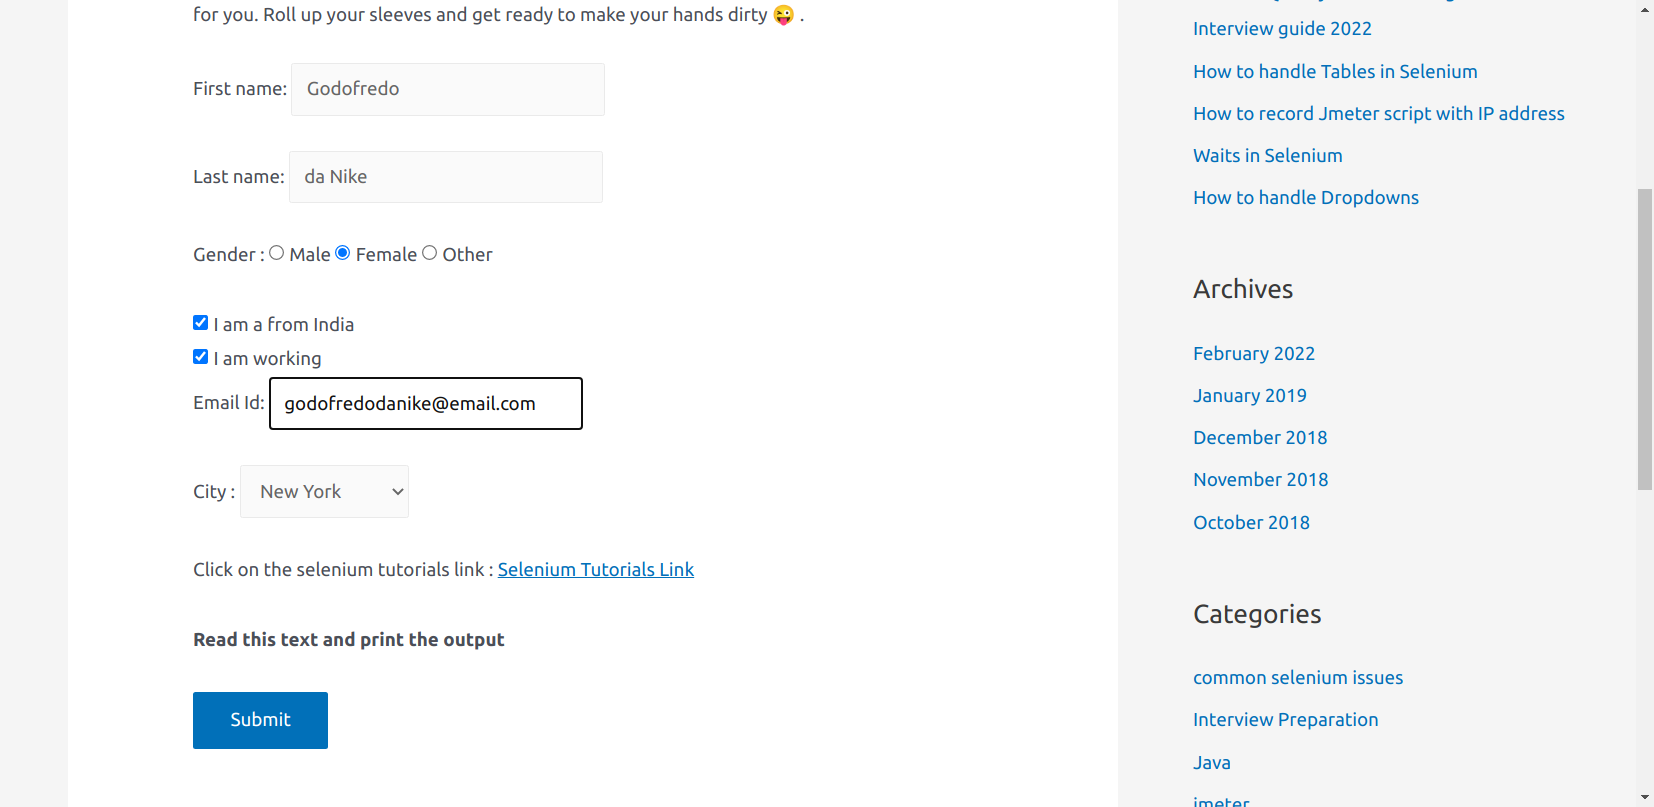 for you. Roll up your sleeves and get ready to make your hands dirty 😜 .
First name: Godofredo
Last name: da Nike
Gender : Male Female Other
I am a from India
I am working
Email Id: godofredodanike@email.com
City : New York
Click on the selenium tutorials link : Selenium Tutorials Link
Read this text and print the output
Submit
Interview guide 2022
How to handle Tables in Selenium
How to record Jmeter script with IP address
Waits in Selenium
How to handle Dropdowns
Archives
February 2022
January 2019
December 2018
November 2018
October 2018
Categories
common selenium issues
Interview Preparation
Java
jmeter